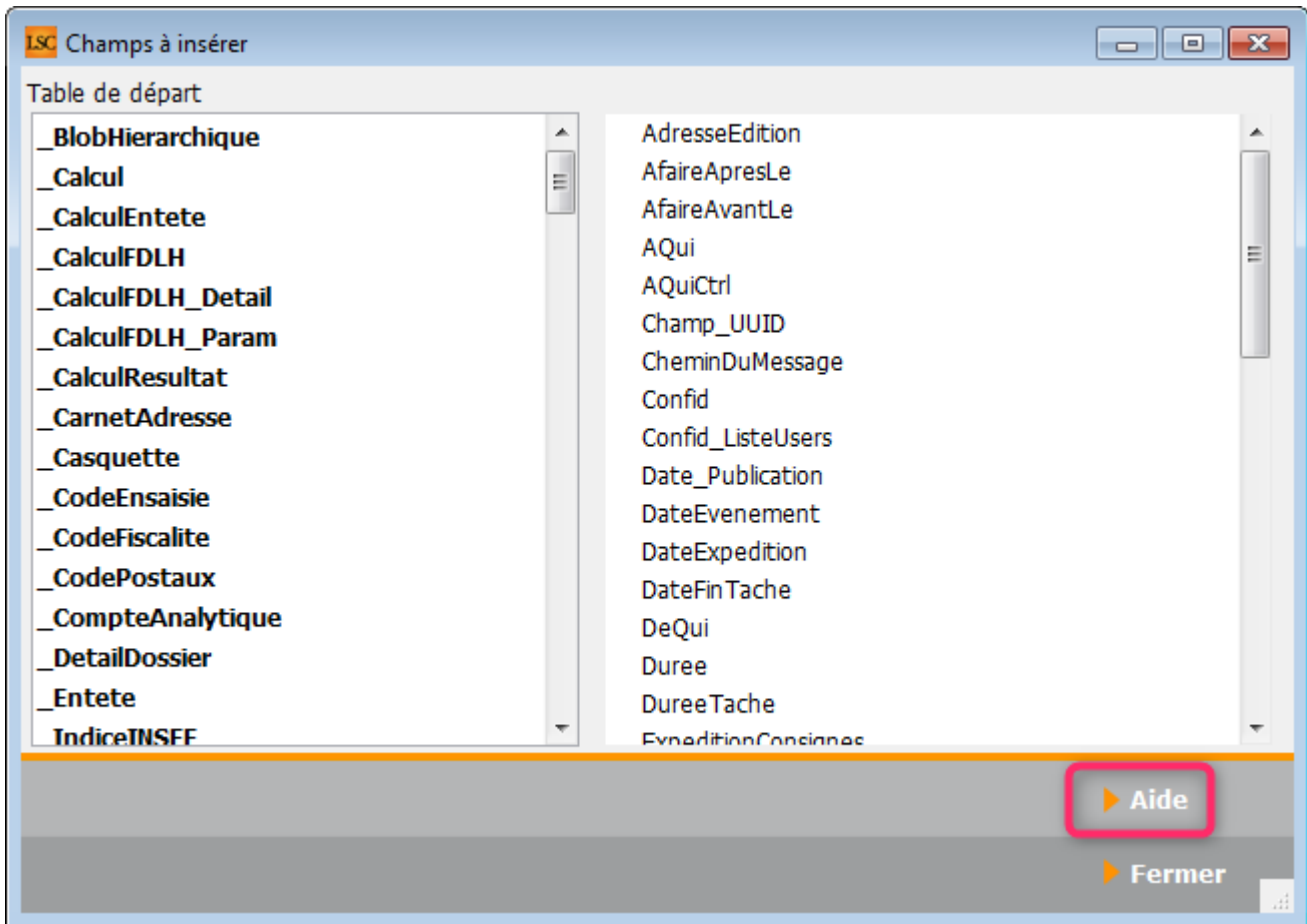 LSC Champs à insérer
Table de départ
_BlobHierarchique
_Calcul
_CalculEntete
_CalculFDLH
_CalculFDLH_Detail
_CalculFDLH_Param
_CalculResultat
_CarnetAdresse
_Casquette
_CodeEnsaisie
_CodeFiscalite
_CodePostaux
_CompteAnalytique
_DetailDossier
_Entete
_IndiceINSEE
AdresseEdition
AfaireApresLe
AfaireAvantLe
AQui
AQuiCtrl
Champ_UUID
CheminDuMessage
Confid
Confid_ListeUsers
Date_Publication
DateEvenement
DateExpedition
DateFinTache
DeQui
Duree
DureeTache
ExpeditionConsignes
Aide
Fermer